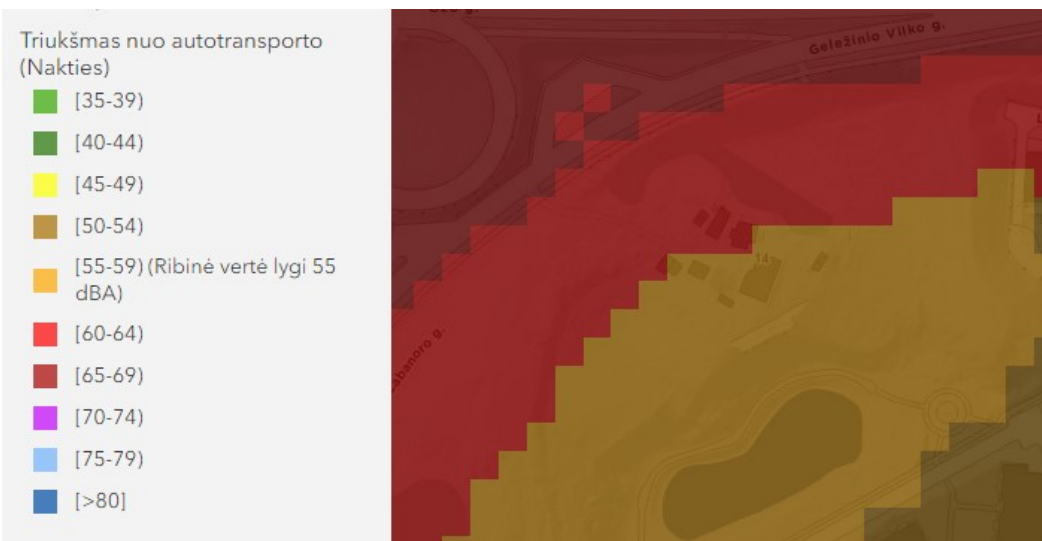 Triukšmas nuo autotransporto
(Nakties)
[35-39)
[40-44)
[45-49)
[50-54)
[55-59) (Ribinė vertė lygi 55
dBA)
[60-64)
[65-69)
[70-74)
[75-79)
[>80]
Geležinio Vilko g.
14
Labanoro g.